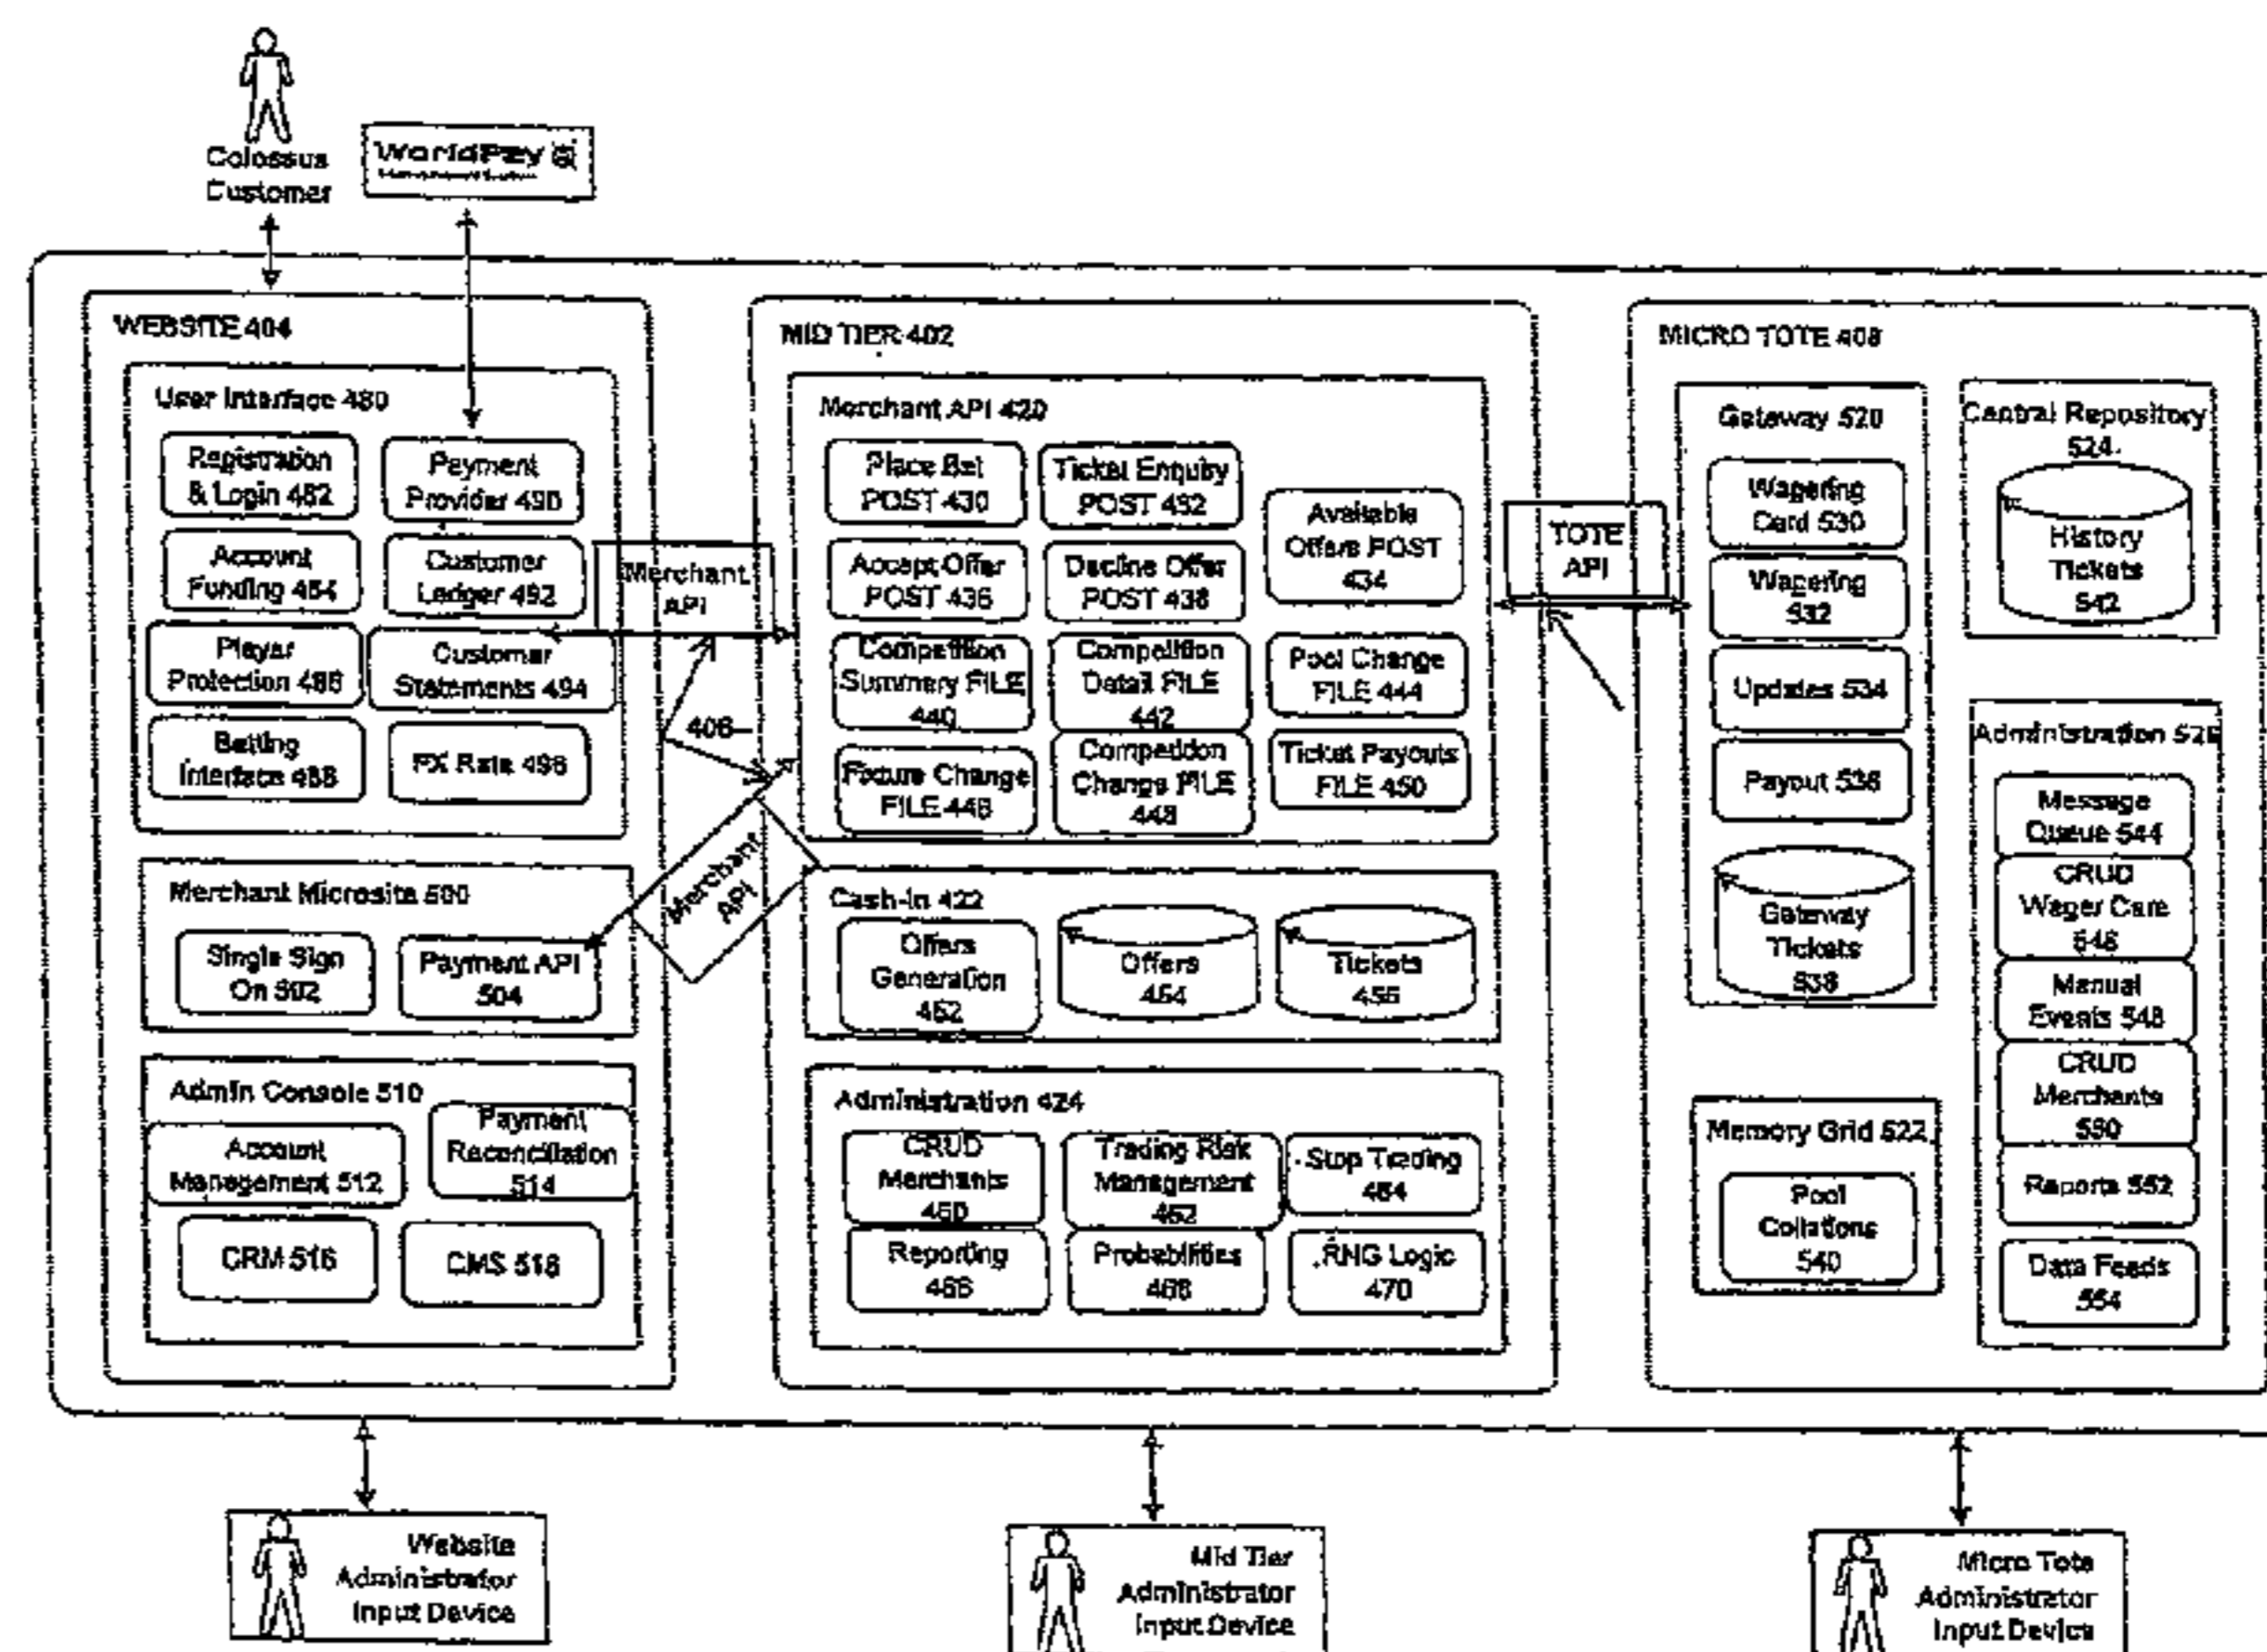 Colossus
Customer
WorldPay
WEBSITE 404
User Interface 480
Registration
& Login 482
Payment
Provider 490
Account
Funding 484
Customer
Ledger 492
Player
Protection 486
Customer
Statements 494
Betting
Interface 488
FX Rate 496
Merchant Microsite 500
Single Sign
On 502
Payment API
504
Admin Console 510
Account
Management 512
Payment
Reconciliation
514
CRM 516
CMS 518
Merchant
API
406
Merchant
API
MID TIER 402
Merchant API 420
Place Bet
POST 430
Ticket Enquiry
POST 432
Available
Offers POST
434
Accept Offer
POST 436
Decline Offer
POST 438
Competition
Summary FILE
440
Competition
Detail FILE
442
Pool Change
FILE 444
Fixture Change
FILE 446
Competition
Change FILE
448
Ticket Payouts
FILE 450
Cash-In 422
Offers
Generation
452
Offers
454
Tickets
456
Administration 424
CRUD
Merchants
460
Trading Risk
Management
462
Stop Trading
464
Reporting
466
Probabilities
468
RNG Logic
470
TOTE
API
MICRO TOTE 408
Gateway 520
Wagering
Card 530
Wagering
532
Updates 534
Payout 536
Gateway
Tickets
538
Memory Grid 522
Pool
Collations
540
Central Repository
524
History
Tickets
542
Administration 526
Message
Queue 544
CRUD
Wager Care
546
Manual
Events 548
CRUD
Merchants
550
Reports 552
Data Feeds
554
Website
Administrator
Input Device
Mid Tier
Administrator
Input Device
Micro Tote
Administrator
Input Device